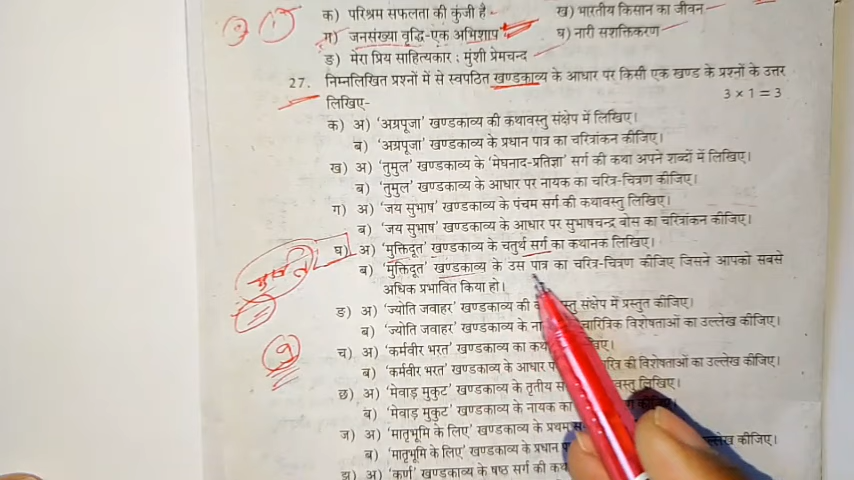 क) परिश्रम सफलता की कुंजी है ख) भारतीय किसान का जीवन
ग) जनसंख्या वृद्धि-एक अभिशाप घ) नारी सशक्तिकरण
ङ) मेरा प्रिय साहित्यकार : मुंशी प्रेमचन्द
27. निम्नलिखित प्रश्नों में से स्वपठित खण्डकाव्य के आधार पर किसी एक खण्ड के प्रश्नों के उत्तर
लिखिए- 3 × 1 = 3
क) अ) 'अग्रपूजा' खण्डकाव्य की कथावस्तु संक्षेप में लिखिए।
ब) 'अग्रपूजा' खण्डकाव्य के प्रधान पात्र का चरित्रांकन कीजिए।
ख) अ) 'तुमुल' खण्डकाव्य के 'मेघनाद-प्रतिज्ञा' सर्ग की कथा अपने शब्दों में लिखिए।
ब) 'तुमुल' खण्डकाव्य के आधार पर नायक का चरित्र-चित्रण कीजिए।
ग) अ) 'जय सुभाष' खण्डकाव्य के पंचम सर्ग की कथावस्तु लिखिए।
ब) 'जय सुभाष' खण्डकाव्य के आधार पर सुभाषचन्द्र बोस का चरित्रांकन कीजिए।
घ) अ) 'मुक्तिदूत' खण्डकाव्य के चतुर्थ सर्ग का कथानक लिखिए।
ब) 'मुक्तिदूत' खण्डकाव्य के उस पात्र का चरित्र-चित्रण कीजिए जिसने आपको सबसे
अधिक प्रभावित किया हो।
ङ) अ) 'ज्योति जवाहर' खण्डकाव्य की संक्षेप में प्रस्तुत कीजिए।
ब) 'ज्योति जवाहर' खण्डकाव्य के चारित्रिक विशेषताओं का उल्लेख कीजिए।
च) अ) 'कर्मवीर भरत' खण्डकाव्य का
ब) 'कर्मवीर भरत' खण्डकाव्य के आधार की विशेषताओं का उल्लेख कीजिए।
छ) अ) 'मेवाड़ मुकुट' खण्डकाव्य के तृतीय लिखिए।
ब) 'मेवाड़ मुकुट' खण्डकाव्य के नायक का
ज) अ) 'मातृभूमि के लिए' खण्डकाव्य के प्रथम
ब) 'मातृभूमि के लिए' खण्डकाव्य के प्रधान उल्लेख कीजिए।
झ) अ) 'कर्ण' खण्डकाव्य के षष्ठ सर्ग की